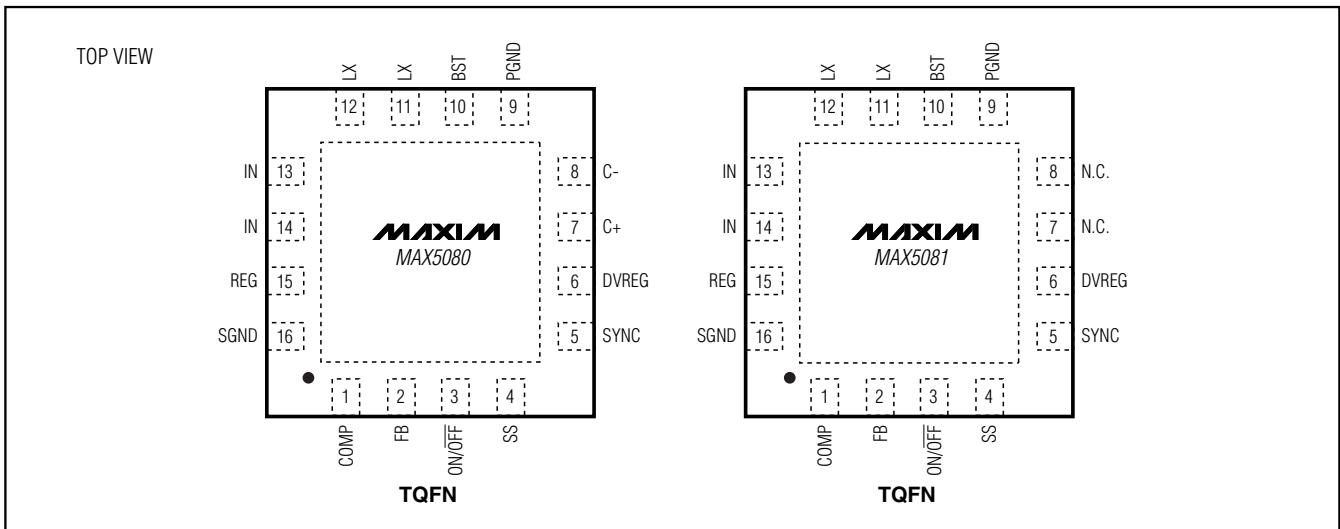 TOP VIEW
LX LX BST PGND LX LX BST PGND
12 11 10 9 12 11 10 9
IN 13 8 C- IN 13 8 N.C.
IN 14 7 C+ IN 14 7 N.C.
MAXIM MAXIM
MAX5080 MAX5081
REG 15 6 DVREG REG 15 6 DVREG
SGND 16 5 SYNC SGND 16 5 SYNC
1 2 3 4 1 2 3 4
COMP FB ON/OFF SS COMP FB ON/OFF SS
TQFN TQFN